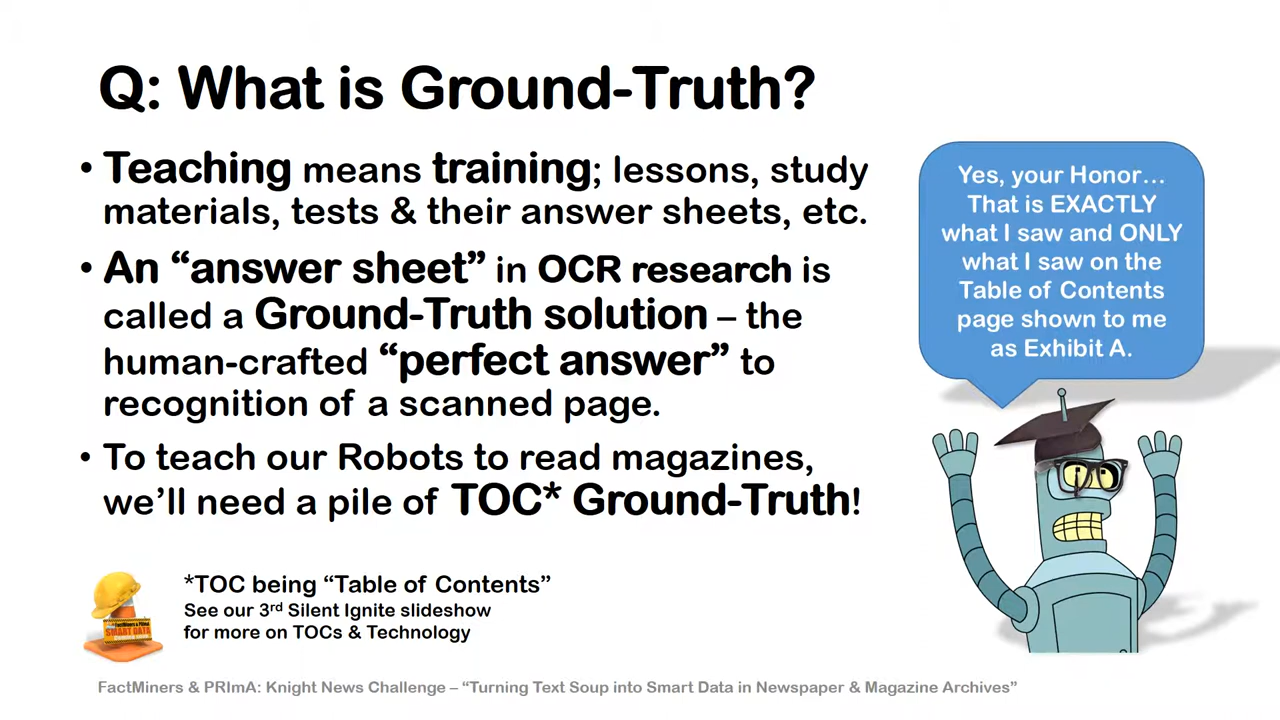 Q: What is Ground-Truth?
• Teaching means training; lessons, study
materials, tests & their answer sheets, etc.
• An “answer sheet” in OCR research is
called a Ground-Truth solution – the
human-crafted “perfect answer” to
recognition of a scanned page.
• To teach our Robots to read magazines,
we’ll need a pile of TOC* Ground-Truth!
Yes, your Honor…
That is EXACTLY
what I saw and ONLY
what I saw on the
Table of Contents
page shown to me
as Exhibit A.
*TOC being “Table of Contents”
See our 3rd Silent Ignite slideshow
for more on TOCs & Technology
FactMiners & PRImA
SMART DATA
FactMiners & PRImA: Knight News Challenge – “Turning Text Soup into Smart Data in Newspaper & Magazine Archives”